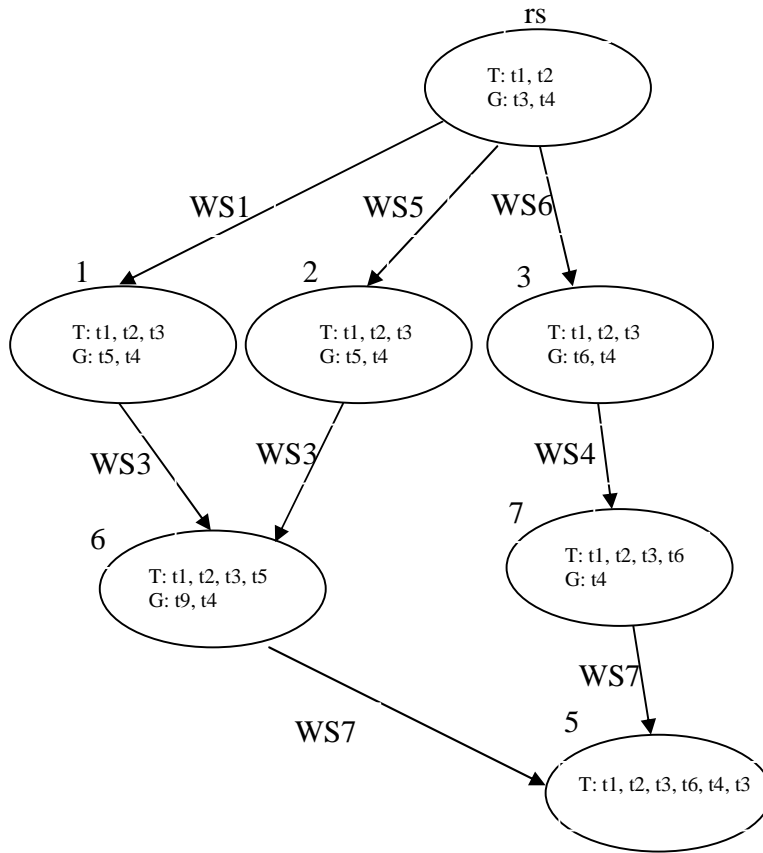 rs
T: t1, t2
G: t3, t4
WS1
WS5
WS6
1
2
3
T: t1, t2, t3
G: t5, t4
T: t1, t2, t3
G: t5, t4
T: t1, t2, t3
G: t6, t4
WS3
WS3
WS4
6
7
T: t1, t2, t3, t5
G: t9, t4
T: t1, t2, t3, t6
G: t4
WS7
WS7
5
T: t1, t2, t3, t6, t4, t3